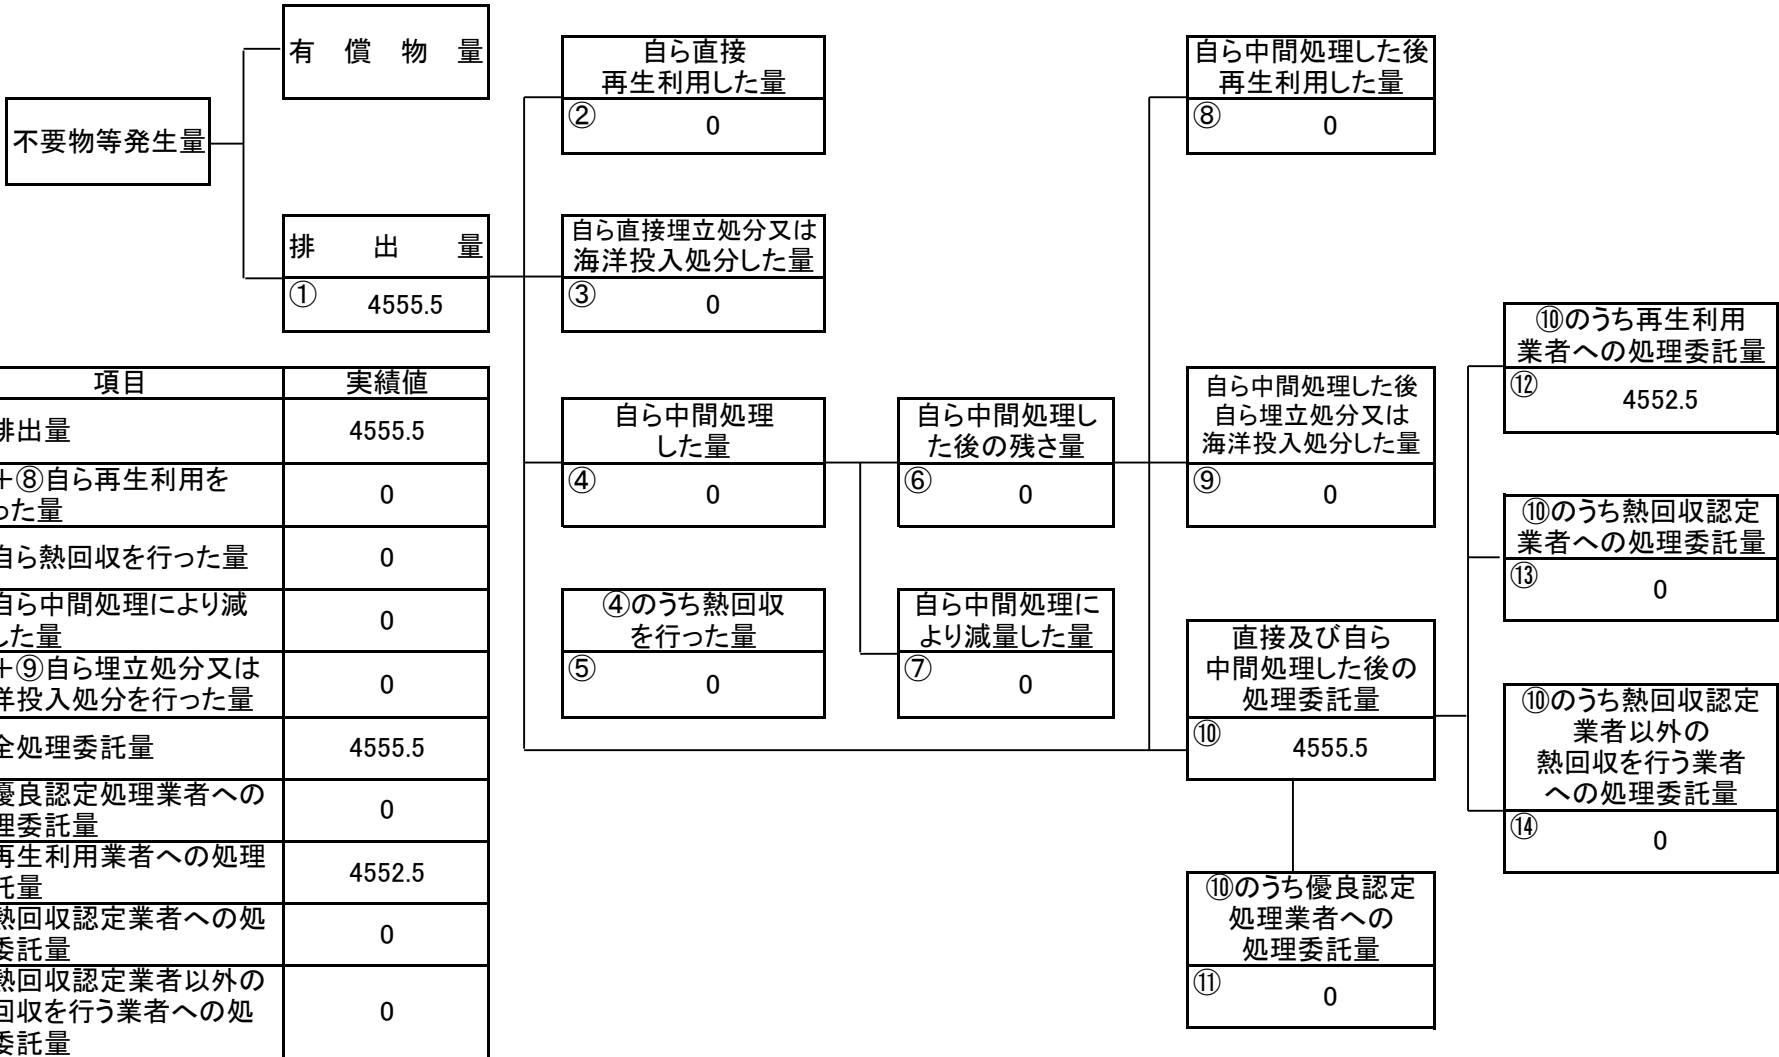 有償物量
不要物等発生量
排出量
① 4555.5
自ら直接
再生利用した量
② 0
自ら直接埋立処分又は
海洋投入処分した量
③ 0
自ら中間処理
した量
④ 0
④のうち熱回収
を行った量
⑤ 0
自ら中間処理し
た後の残さ量
⑥ 0
自ら中間処理に
より減量した量
⑦ 0
自ら中間処理した後
再生利用した量
⑧ 0
自ら中間処理した後
自ら埋立処分又は
海洋投入処分した量
⑨ 0
直接及び自ら
中間処理した後の
処理委託量
⑩ 4555.5
⑩のうち優良認定
処理業者への
処理委託量
⑪ 0
⑩のうち再生利用
業者への処理委託量
⑫ 4552.5
⑩のうち熱回収認定
業者への処理委託量
⑬ 0
⑩のうち熱回収認定
業者以外の
熱回収を行う業者
への処理委託量
⑭ 0
項目 実績値
排出量 4555.5
+⑧自ら再生利用を
った量 0
自ら熱回収を行った量 0
自ら中間処理により減
した量 0
+⑨自ら埋立処分又は
洋投入処分を行った量 0
全処理委託量 4555.5
優良認定処理業者への
理委託量 0
再生利用業者への処理
託量 4552.5
熱回収認定業者への処
委託量 0
熱回収認定業者以外の
回収を行う業者への処
委託量 0